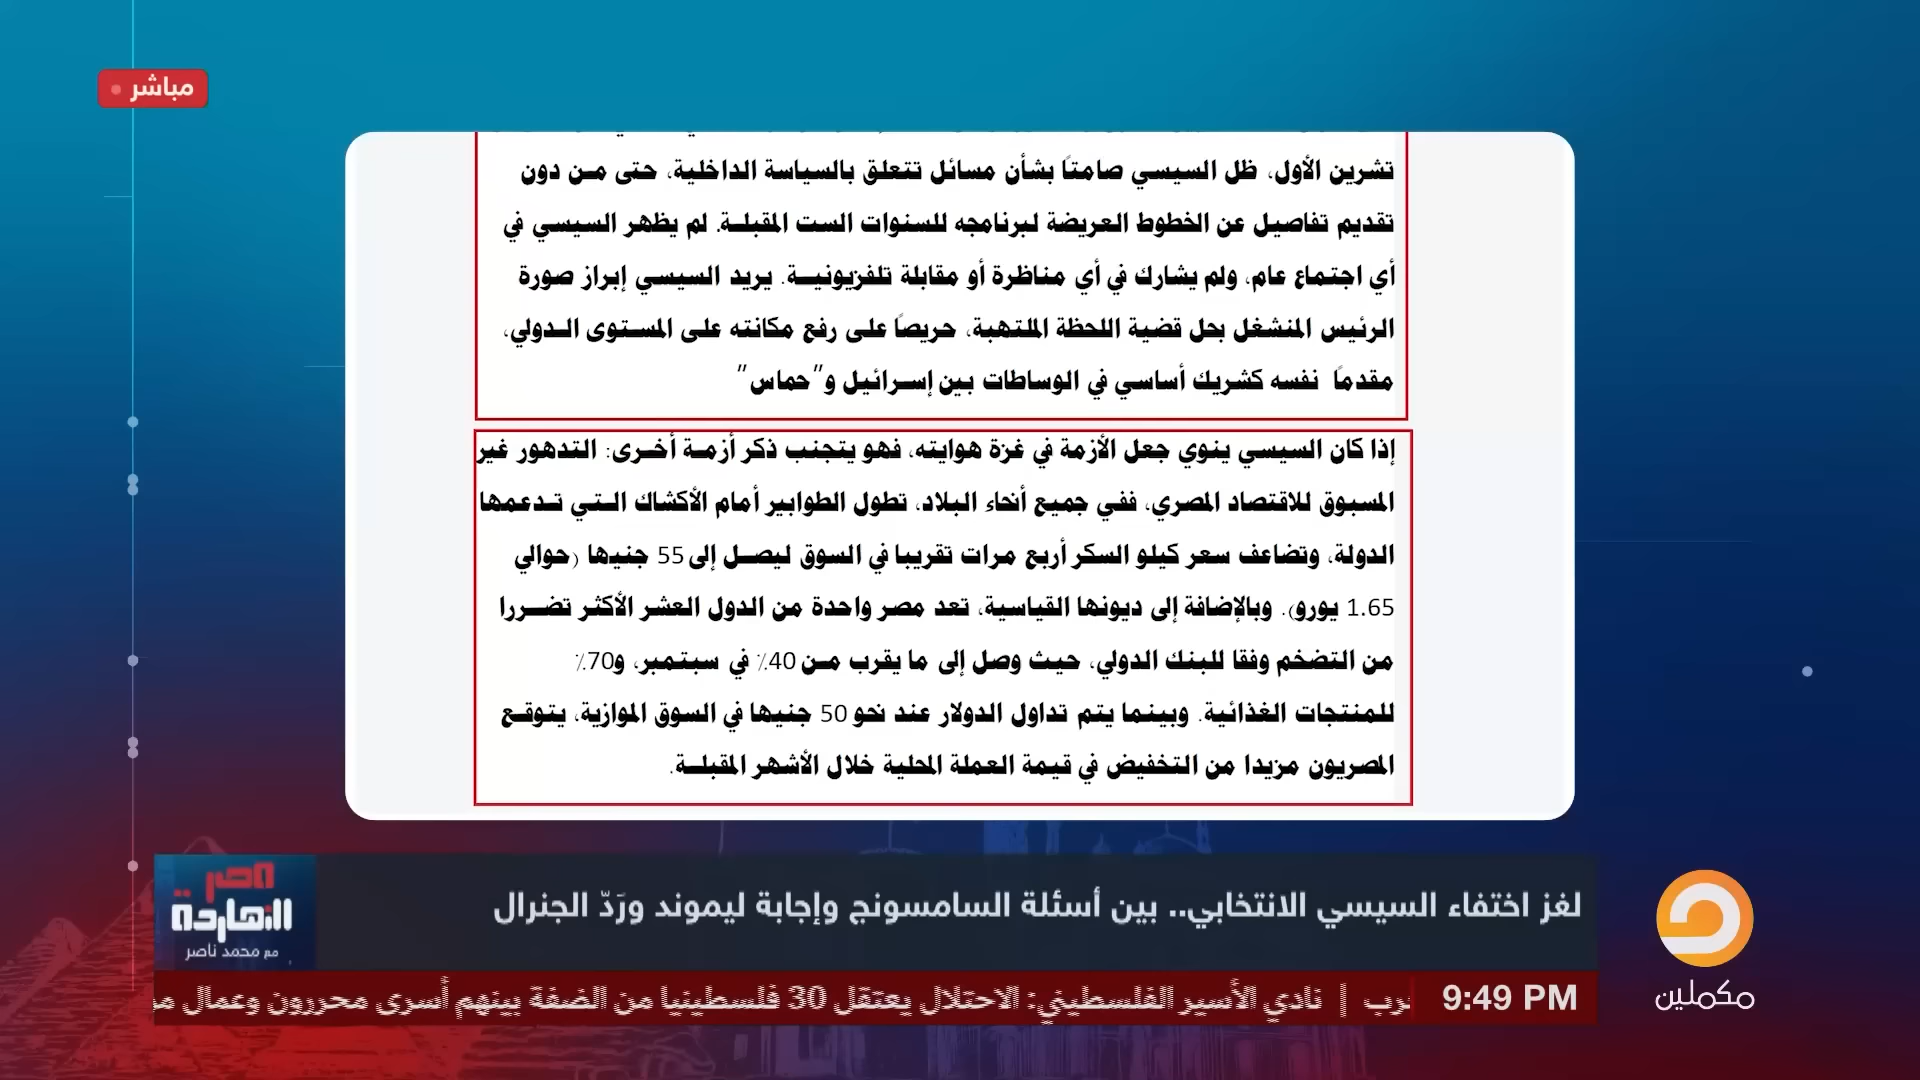 مباشر
تشرين الأول، ظل السيسي صامتًا بشأن مسائل تتعلق بالسياسة الداخلية، حتى من دون
تقديم تفاصيل عن الخطوط العريضة لبرنامجه للسنوات الست المقبلة. لم يظهر السيسي في
أي اجتماع عام، ولم يشارك في أي مناظرة أو مقابلة تلفزيونية. يريد السيسي إبراز صورة
الرئيس المنشغل بحل قضية اللحظة الملتهبة، حريصًا على رفع مكانته على المستوى الدولي،
مقدمًا نفسه كشريك أساسي في الوساطات بين إسرائيل و"حماس"
إذا كان السيسي ينوي جعل الأزمة في غزة هوايته، فهو يتجنب ذكر أزمة أخرى: التدهور غير
المسبوق للاقتصاد المصري، ففي جميع أنحاء البلاد، تطول الطوابير أمام الأكشاك التي تدعمها
الدولة، وتضاعف سعر كيلو السكر أربع مرات تقريبا في السوق ليصل إلى 55 جنيها (حوالي
1.65 يورو). وبالإضافة إلى ديونها القياسية، تعد مصر واحدة من الدول العشر الأكثر تضررا
من التضخم وفقا للبنك الدولي، حيث وصل إلى ما يقرب من 40٪ في سبتمبر، و70٪
للمنتجات الغذائية. وبينما يتم تداول الدولار عند نحو 50 جنيها في السوق الموازية، يتوقع
المصريون مزيدا من التخفيض في قيمة العملة المحلية خلال الأشهر المقبلة.
لغز اختفاء السيسي الانتخابي.. بين أسئلة السامسونج وإجابة ليموند ورَدّ الجنرال
مصر
النهاردة
مع محمد ناصر
9:49 PM
| نادي الأسير الفلسطيني: الاحتلال يعتقل 30 فلسطينيا من الضفة بينهم أسرى محررون وعمال
مكملين